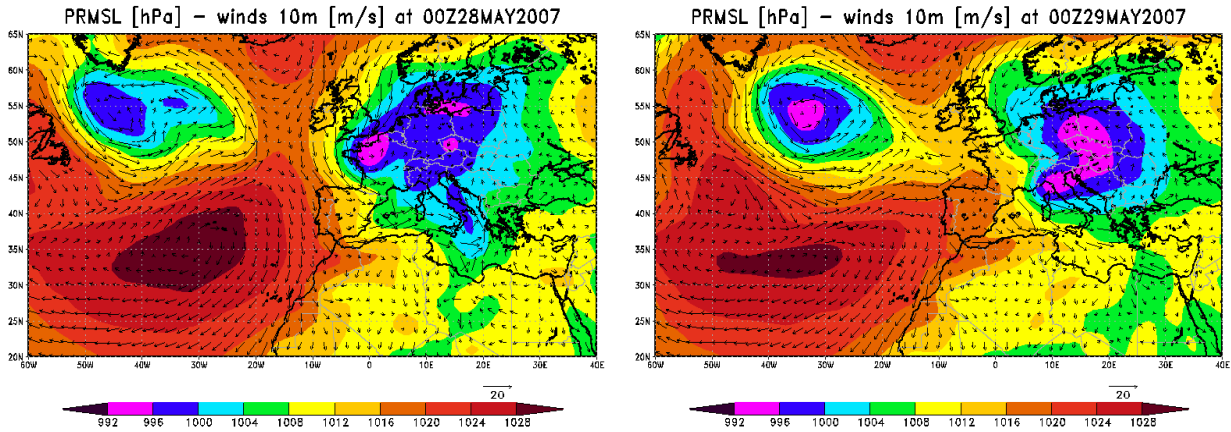 PRMSL [hPa] – winds 10m [m/s] at 00Z28MAY2007
65N
60N
55N
50N
45N
40N
35N
30N
25N
20N
60W 50W 40W 30W 20W 10W 0 10E 20E 30E 40E
20
992 996 1000 1004 1008 1012 1016 1020 1024 1028
PRMSL [hPa] – winds 10m [m/s] at 00Z29MAY2007
65N
60N
55N
50N
45N
40N
35N
30N
25N
20N
60W 50W 40W 30W 20W 10W 0 10E 20E 30E 40E
20
992 996 1000 1004 1008 1012 1016 1020 1024 1028